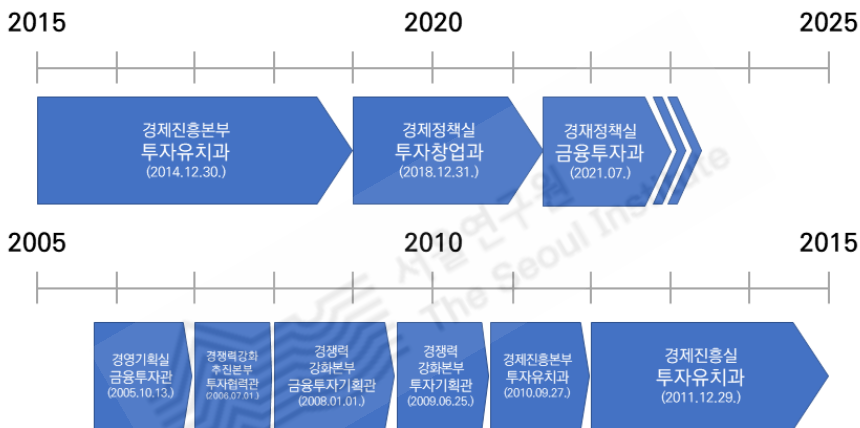 2015 2020 2025
경제진흥본부
투자유치과
(2014.12.30.)
경제정책실
투자창업과
(2018.12.31.)
경재정책실
금융투자과
(2021.07.)
서울연구원
The Seoul Institute
2005 2010 2015
경영기획실
금융투자관
(2005.10.13.)
경쟁력강화
추진본부
투자협력관
(2006.07.01.)
경쟁력
강화본부
금융투자기획관
(2008.01.01.)
경쟁력
강화본부
투자기획관
(2009.06.25.)
경제진흥본부
투자유치과
(2010.09.27.)
경제진흥실
투자유치과
(2011.12.29.)